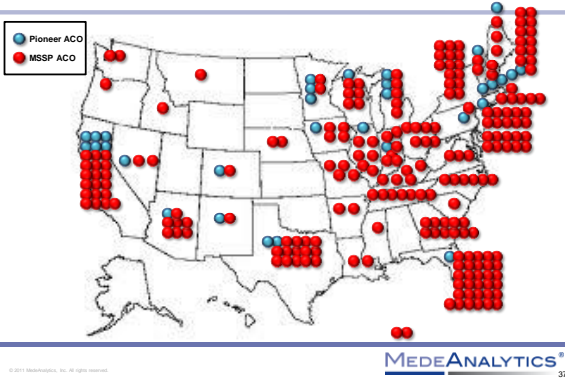 Pioneer ACO
MSSP ACO
© 2011 MedeAnalytics, Inc. All rights reserved.
MEDEANALYTICS®
37